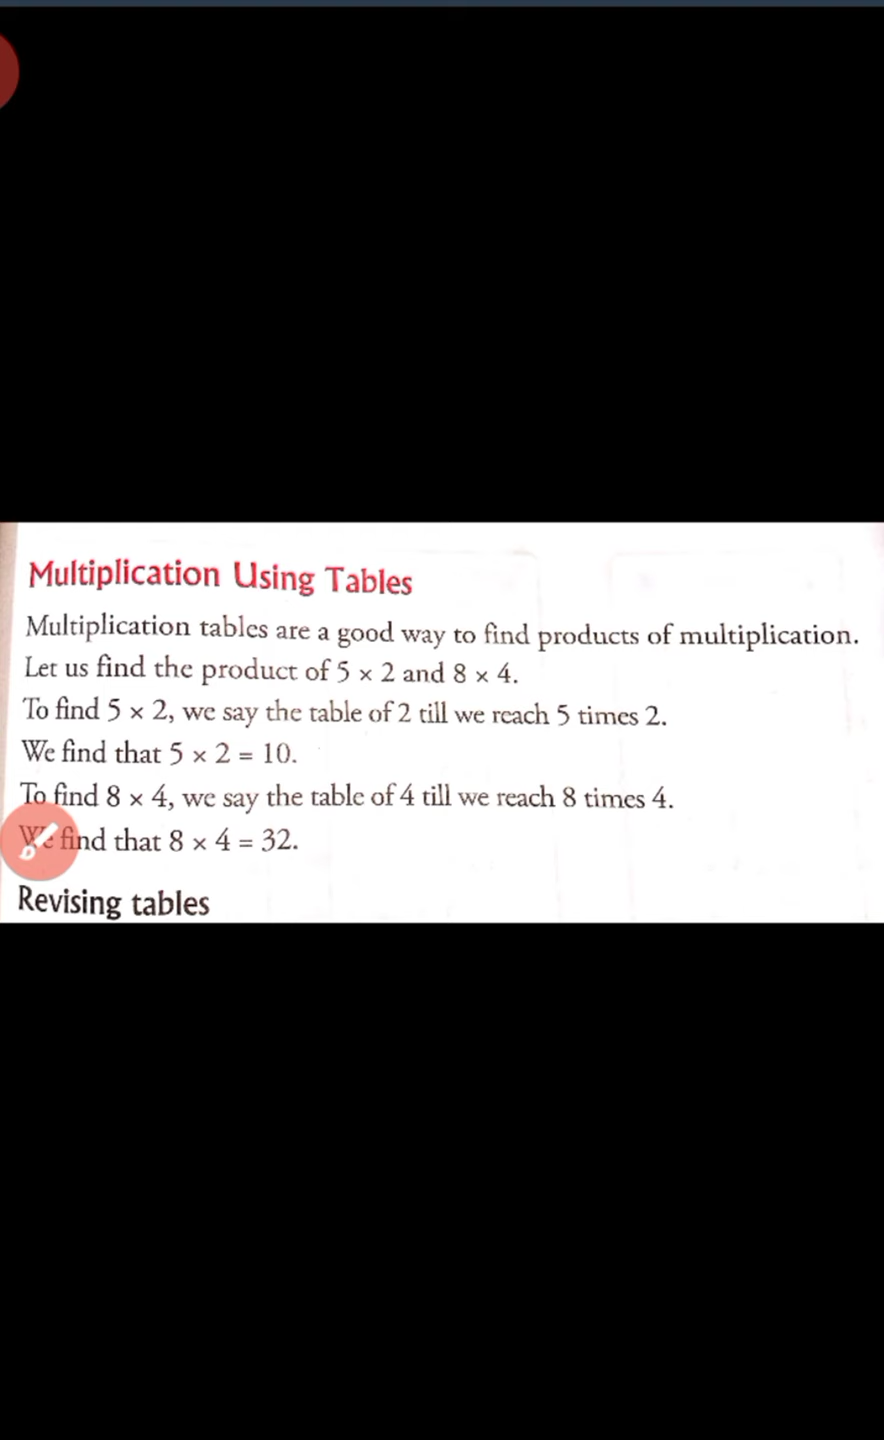 Multiplication Using Tables
Multiplication tables are a good way to find products of multiplication.
Let us find the product of 5 × 2 and 8 × 4.
To find 5 × 2, we say the table of 2 till we reach 5 times 2.
We find that 5 × 2 = 10.
To find 8 × 4, we say the table of 4 till we reach 8 times 4.
We find that 8 × 4 = 32.
Revising tables